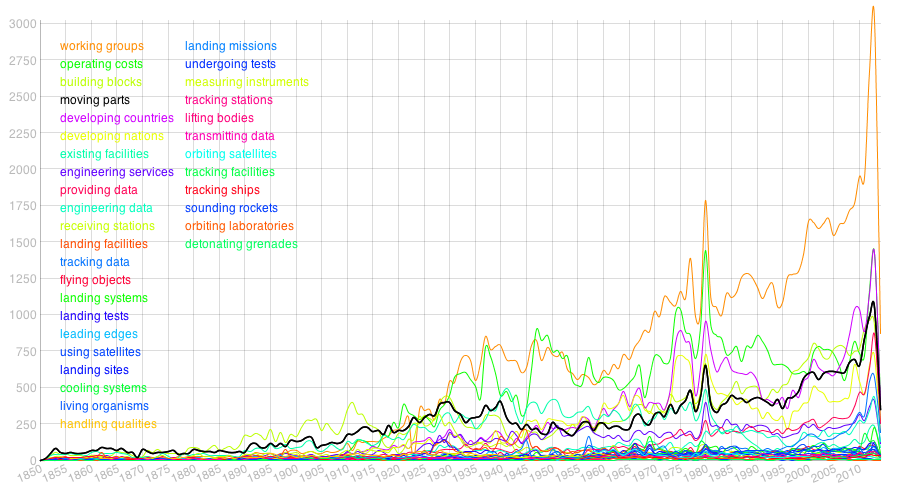 3000
2750
2500
2250
2000
1750
1500
1250
1000
750
500
250
0
working groups
operating costs
building blocks
moving parts
developing countries
developing nations
existing facilities
engineering services
providing data
engineering data
receiving stations
landing facilities
tracking data
flying objects
landing systems
landing tests
leading edges
using satellites
landing sites
cooling systems
living organisms
handling qualities
landing missions
undergoing tests
measuring instruments
tracking stations
lifting bodies
transmitting data
orbiting satellites
tracking facilities
tracking ships
sounding rockets
orbiting laboratories
detonating grenades
1850 1855 1860 1865 1870 1875 1880 1885 1890 1895 1900 1905 1910 1915 1920 1925 1930 1935 1940 1945 1950 1955 1960 1965 1970 1975 1980 1985 1990 1995 2000 2005 2010